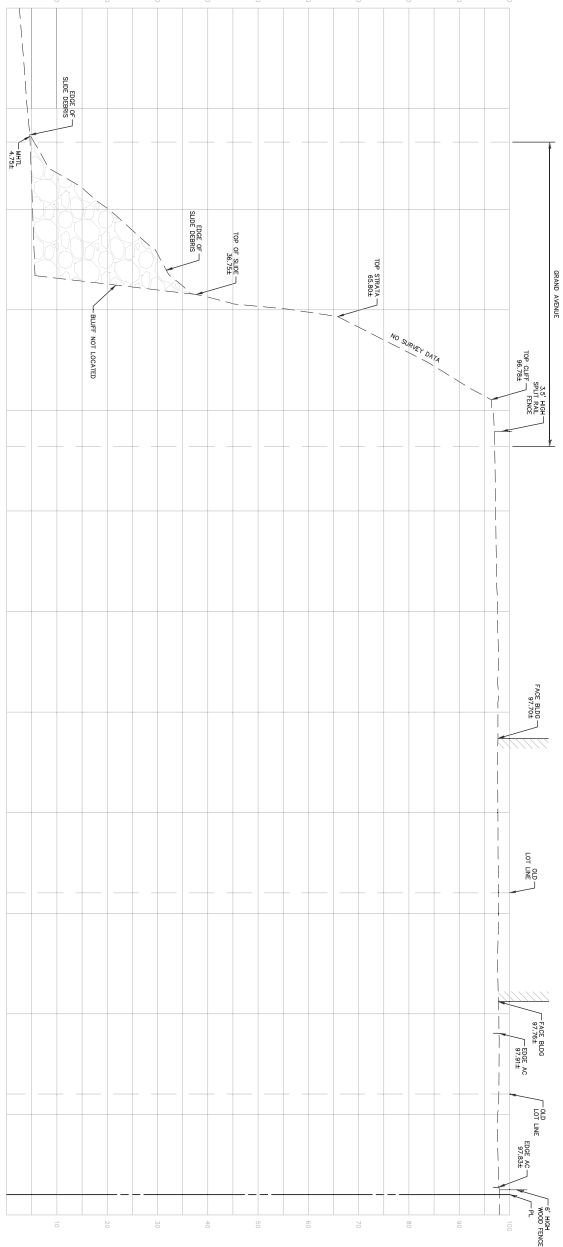 GRAND AVENUE
3.5' HIGH
SPLIT RAIL
FENCE
TOP CLIFF
96.78±
NO SURVEY DATA
TOP STRATA
65.80±
TOP OF SLIDE
36.75±
EDGE OF
SLIDE DEBRIS
BLUFF NOT LOCATED
EDGE OF
SLIDE DEBRIS
MHTL
4.75±
FACE BLDG
97.70±
OLD
LOT LINE
FACE BLDG
97.76±
EDGE AC
97.91±
OLD
LOT LINE
EDGE AC
97.83±
6' HIGH
WOOD FENCE
PL
100
90
80
70
60
50
40
30
20
10